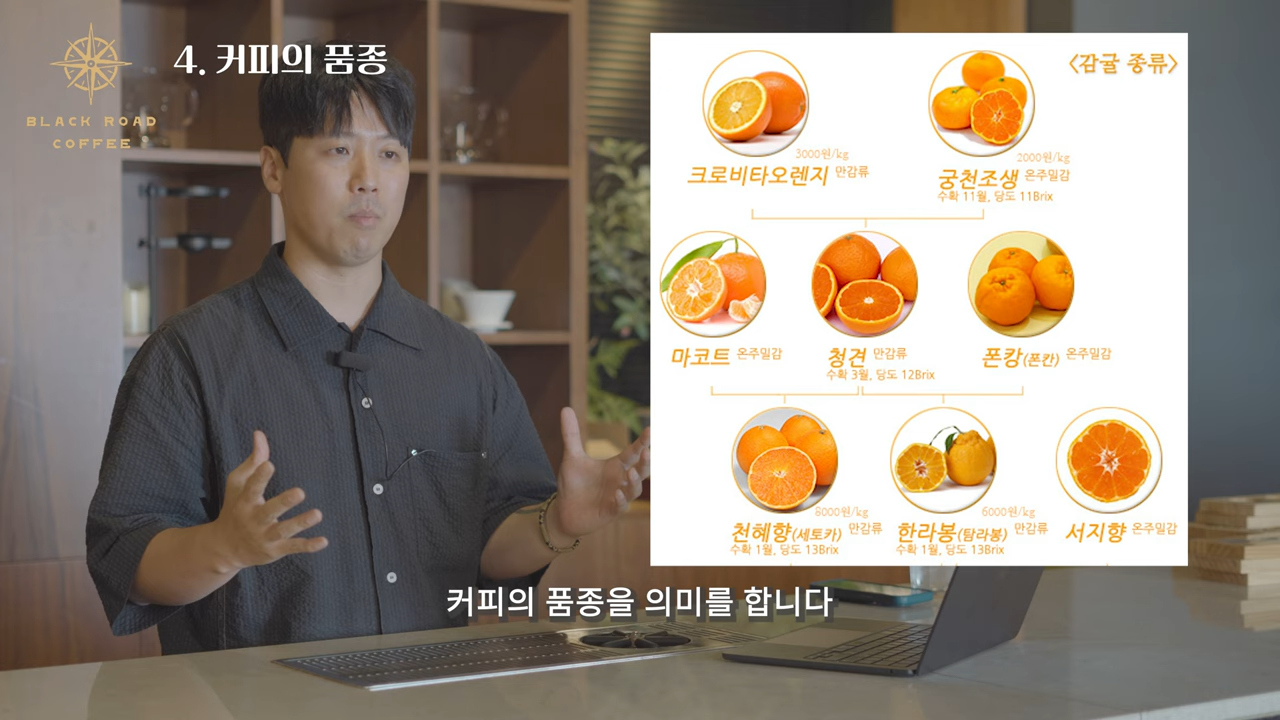 4. 커피의 품종
BLACK ROAD
COFFEE
<감귤 종류>
3000원/kg
크로비타오렌지 만감류
2000원/kg
궁천조생 온주밀감
수확 11월, 당도 11Brix
마코트 온주밀감
청견 만감류
수확 3월, 당도 12Brix
폰캉(폰칸) 온주밀감
8000원/kg
천혜향(세토카) 만감류
수확 1월, 당도 13Brix
6000원/kg
한라봉(탐라봉) 만감류
수확 1월, 당도 13Brix
서지향 온주밀감
커피의 품종을 의미를 합니다